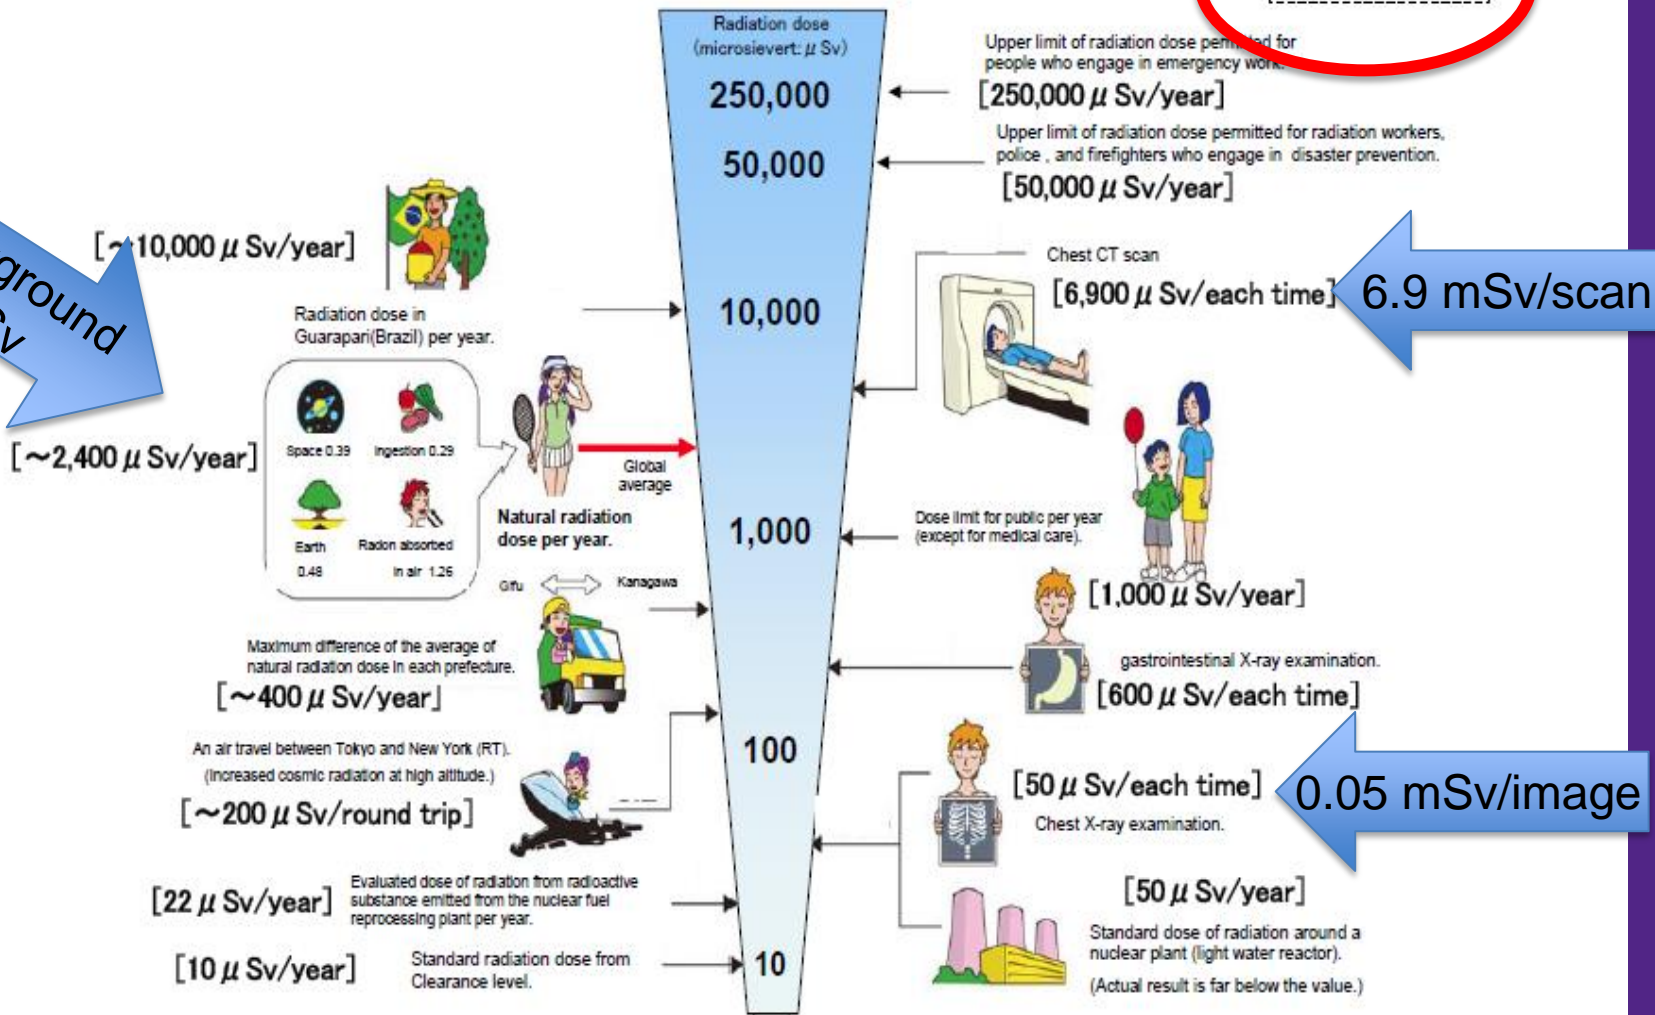 Radiation dose
(microsievert: μ Sv)
250,000
50,000
10,000
1,000
100
10
Upper limit of radiation dose permitted for
people who engage in emergency work.
[250,000 μ Sv/year]
Upper limit of radiation dose permitted for radiation workers,
police , and firefighters who engage in disaster prevention.
[50,000 μ Sv/year]
[~10,000 μ Sv/year]
Radiation dose in
Guarapari(Brazil) per year.
Chest CT scan
[6,900 μ Sv/each time]
6.9 mSv/scan
ground
Sv
[~2,400 μ Sv/year]
Space 0.39
Ingestion 0.29
Earth
0.48
Radon absorbed
in air 1.26
Global
average
Natural radiation
dose per year.
Dose limit for public per year
(except for medical care).
[1,000 μ Sv/year]
Gifu
Kanagawa
Maximum difference of the average of
natural radiation dose in each prefecture.
[~400 μ Sv/year]
gastrointestinal X-ray examination.
[600 μ Sv/each time]
An air travel between Tokyo and New York (RT).
(Increased cosmic radiation at high altitude.)
[~200 μ Sv/round trip]
[50 μ Sv/each time]
Chest X-ray examination.
0.05 mSv/image
[22 μ Sv/year]
Evaluated dose of radiation from radioactive
substance emitted from the nuclear fuel
reprocessing plant per year.
[50 μ Sv/year]
Standard dose of radiation around a
nuclear plant (light water reactor).
(Actual result is far below the value.)
[10 μ Sv/year]
Standard radiation dose from
Clearance level.